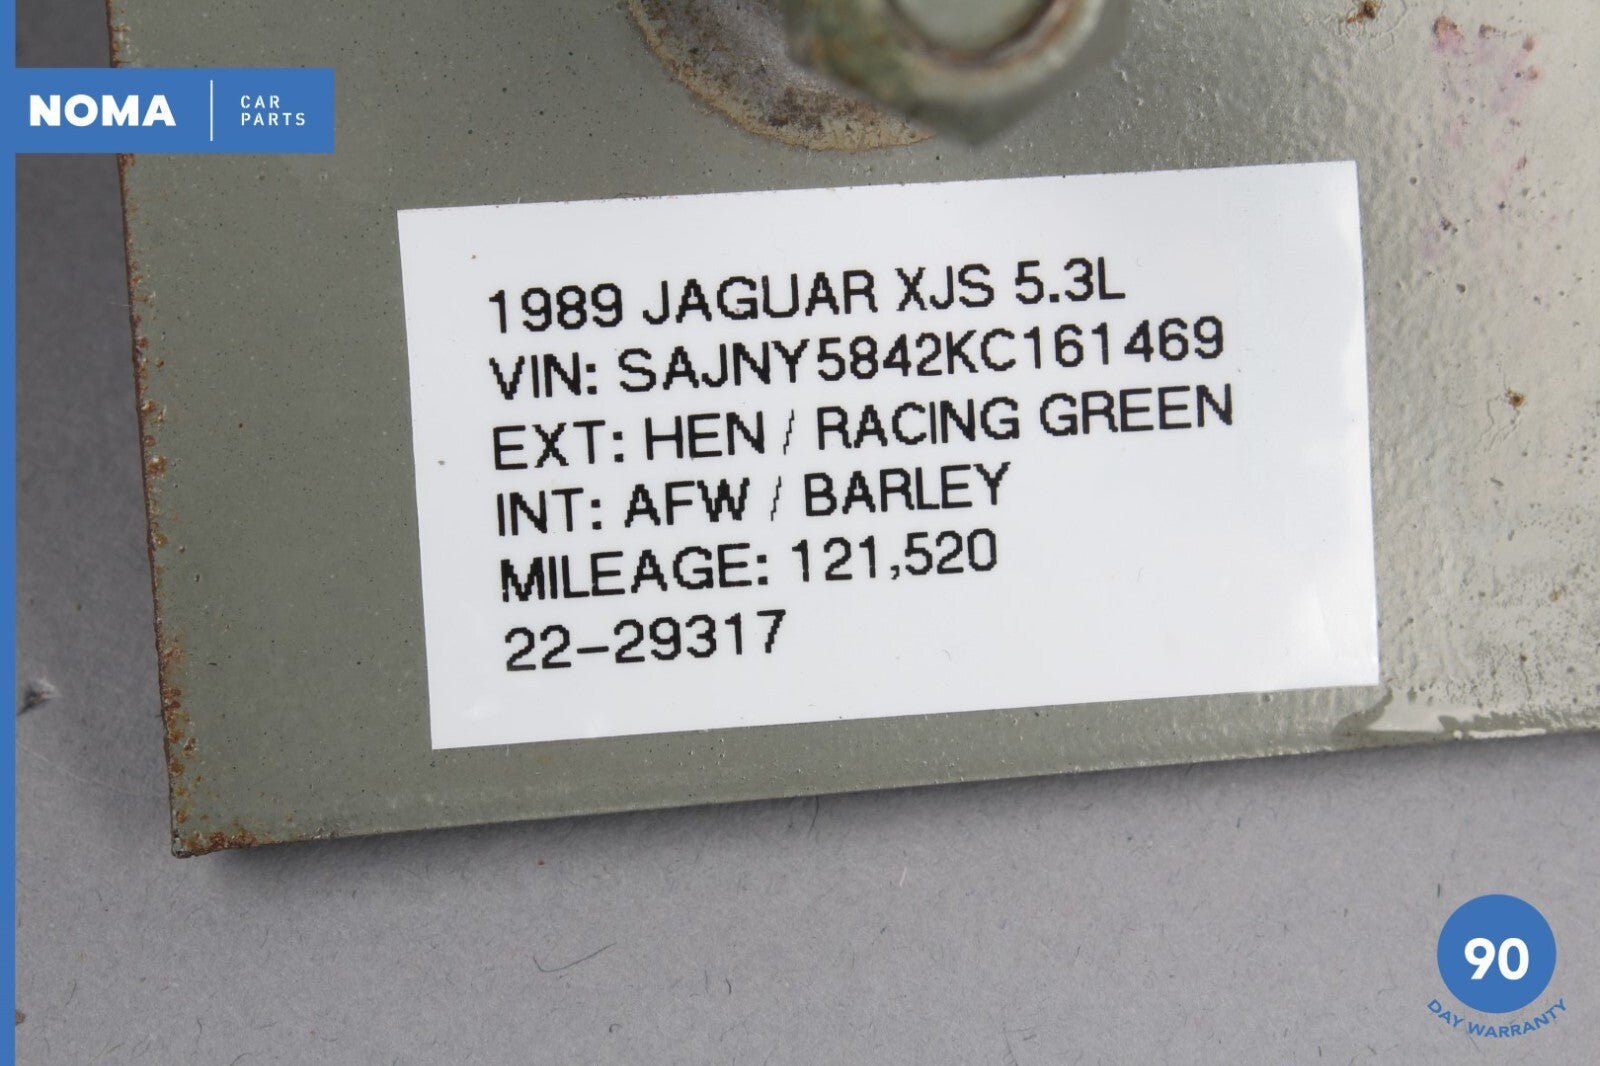 NOMA
CAR
PARTS
1989 JAGUAR XJS 5.3L
VIN: SAJNY5842KC161469
EXT: HEN / RACING GREEN
INT: AFW / BARLEY
MILEAGE: 121,520
22-29317
90
DAY WARRANTY